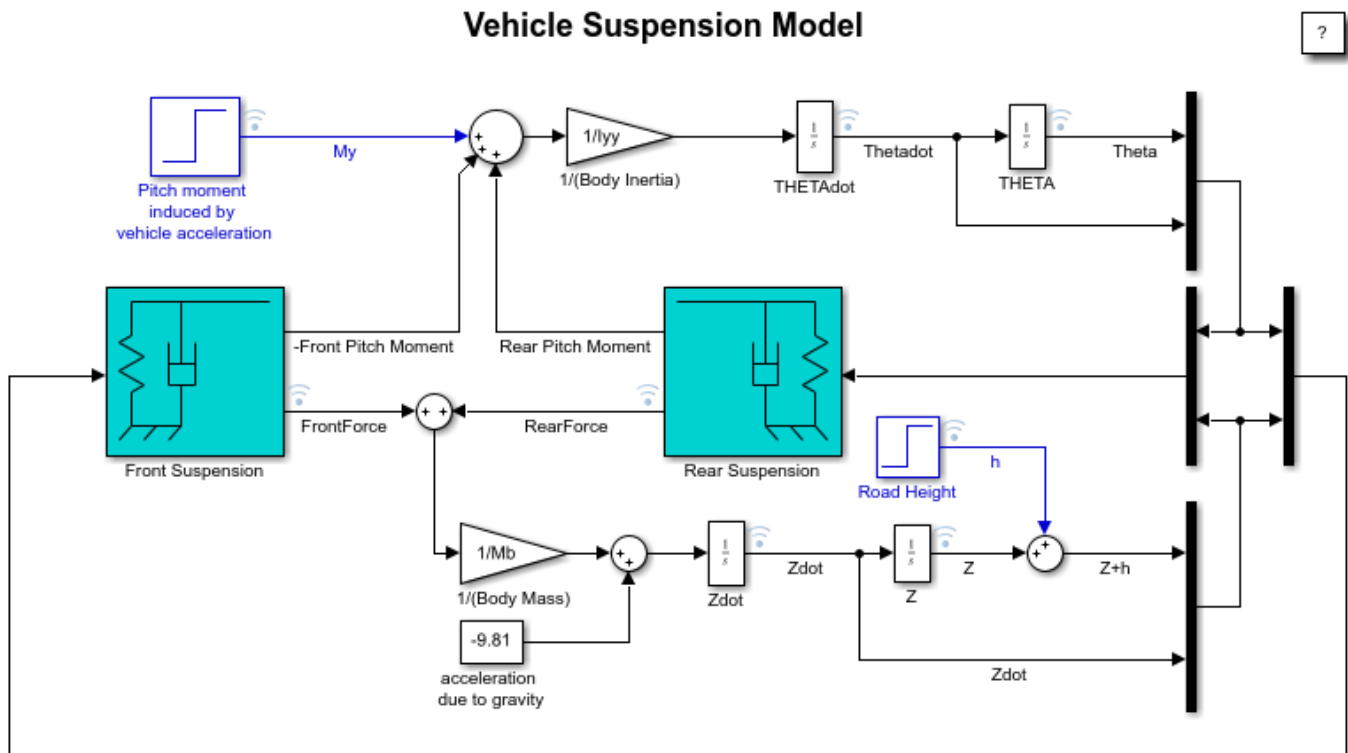 Vehicle Suspension Model
?
My
Pitch moment
induced by
vehicle acceleration
+
+
+
1/Iyy
1/(Body Inertia)
1
s
THETAdot
Thetadot
1
s
THETA
Theta
-Front Pitch Moment
Rear Pitch Moment
FrontForce
+ +
RearForce
Front Suspension
Rear Suspension
h
Road Height
1/Mb
1/(Body Mass)
+
+
1
s
Zdot
Zdot
1
s
Z
Z
+
+
Z+h
-9.81
acceleration
due to gravity
Zdot